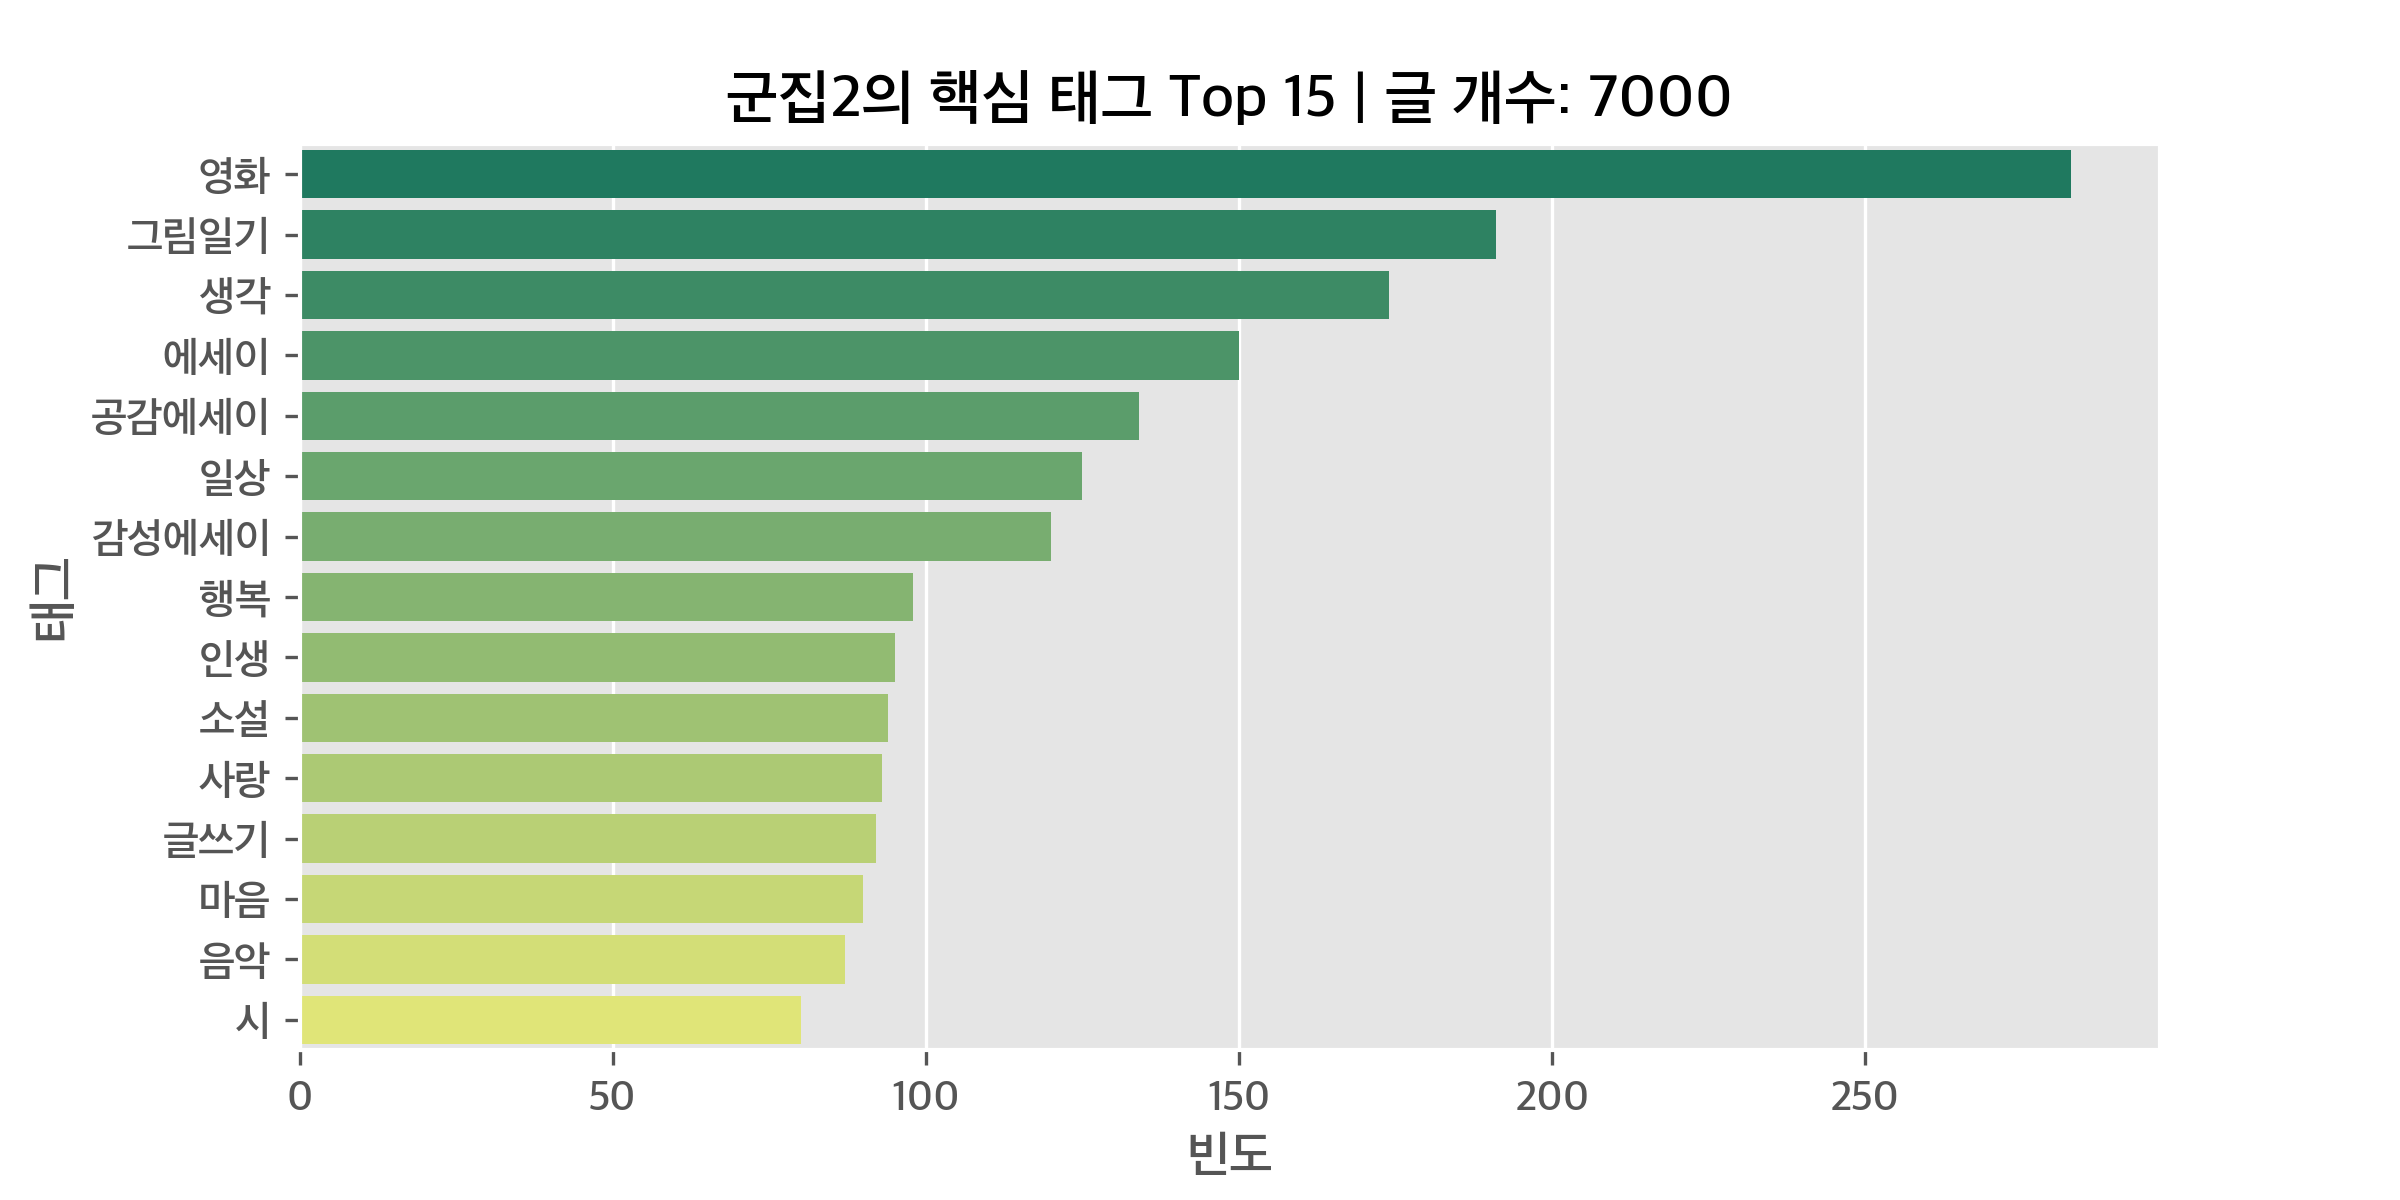 군집2의 핵심 태그 Top 15 | 글 개수: 7000
영화
그림일기
생각
에세이
공감에세이
일상
감성에세이
행복
인생
소설
사랑
글쓰기
마음
음악
시
태그
0 50 100 150 200 250
빈도